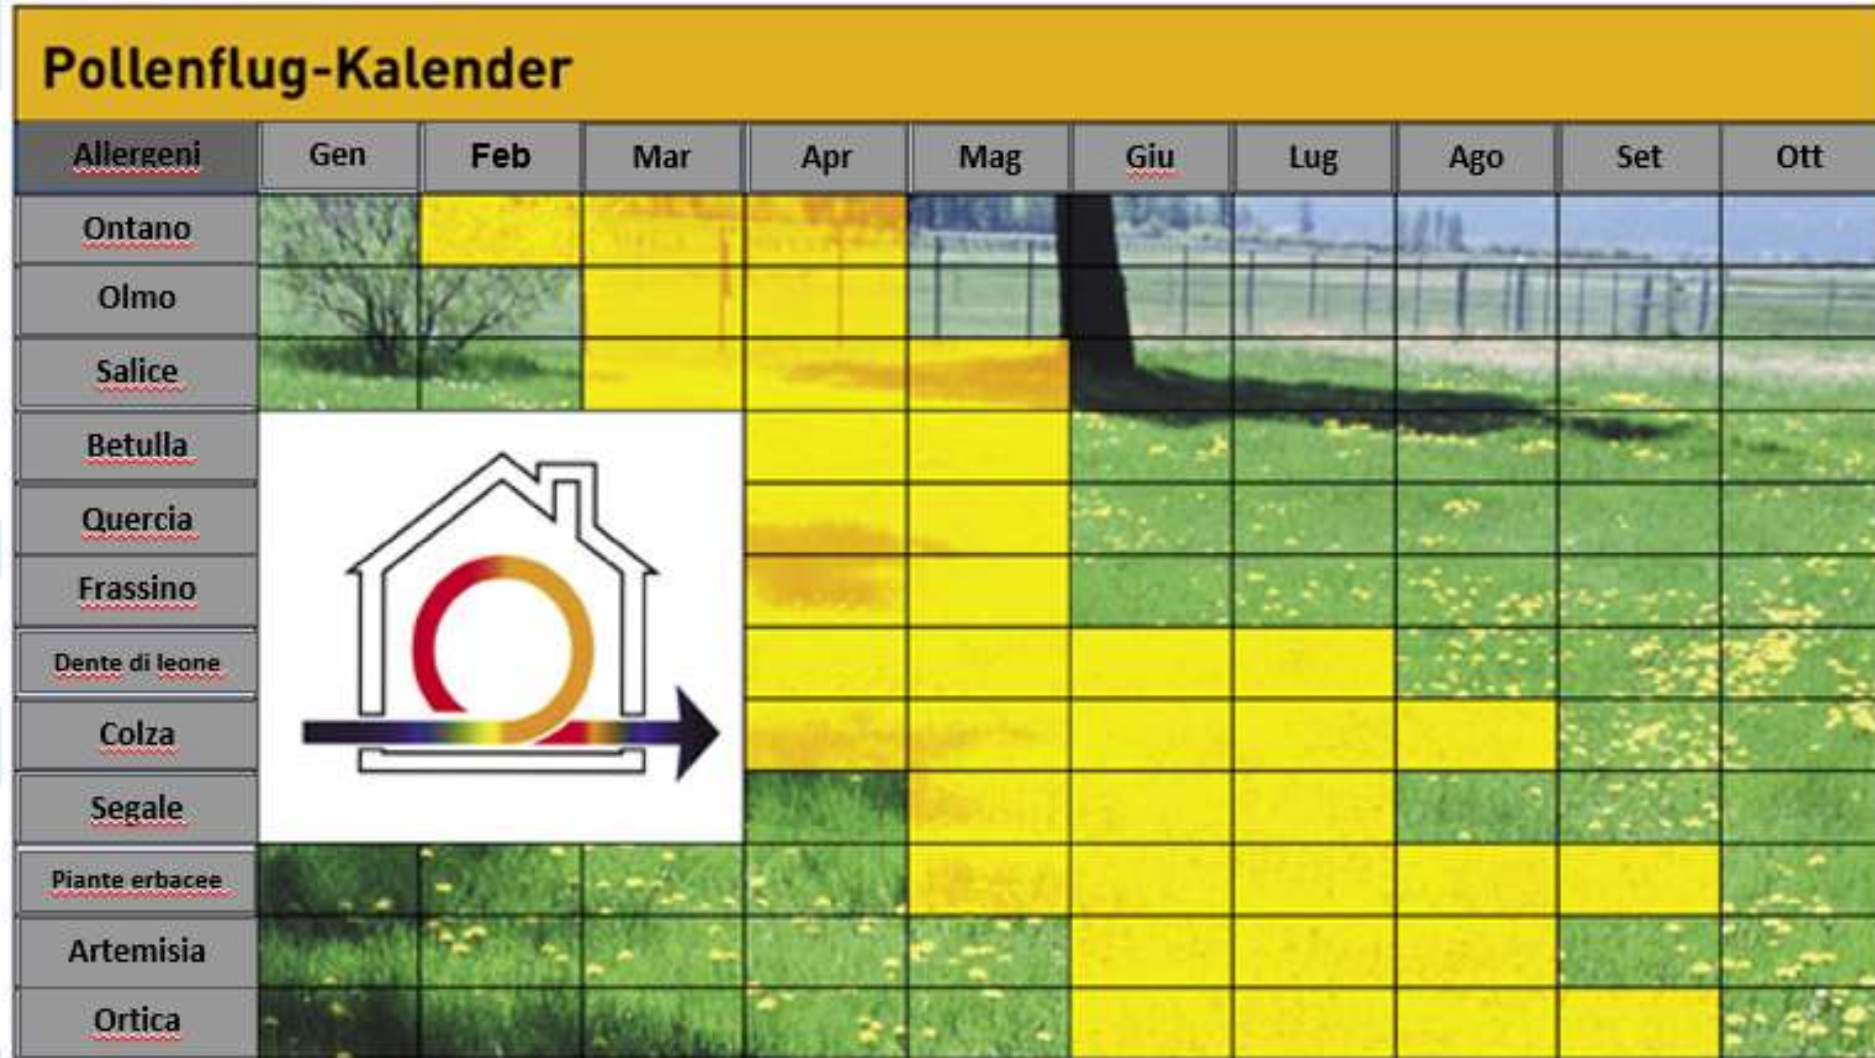 Pollenflug-Kalender
Allergeni Gen Feb Mar Apr Mag Giu Lug Ago Set Ott
Ontano
Olmo
Salice
Betulla
Quercia
Frassino
Dente di leone
Colza
Segale
Piante erbacee
Artemisia
Ortica